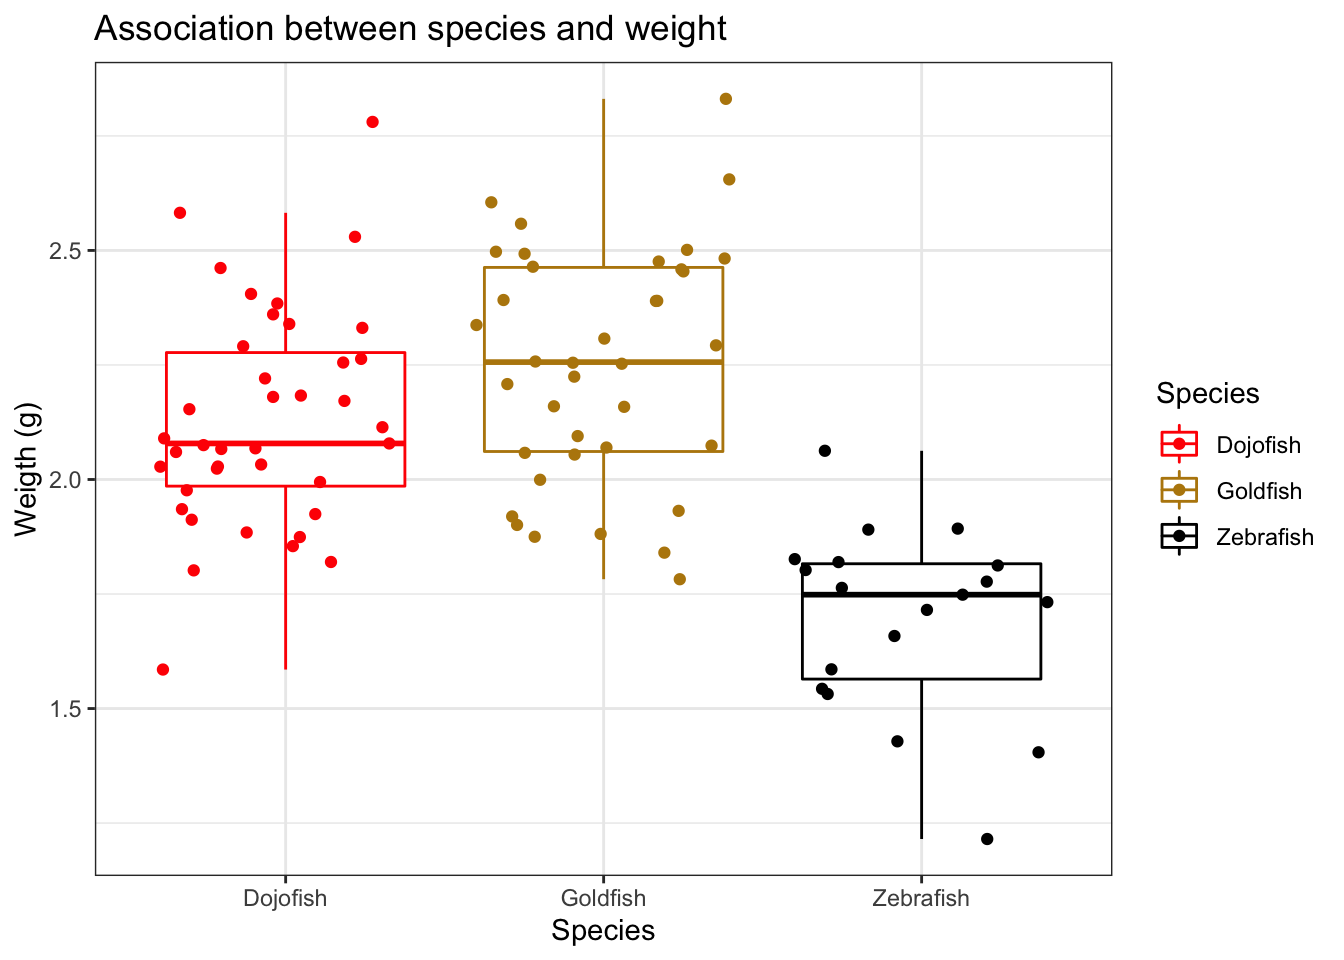 Association between species and weight
Weigth (g)
2.5
2.0
1.5
Dojofish
Goldfish
Zebrafish
Species
Species
Dojofish
Goldfish
Zebrafish